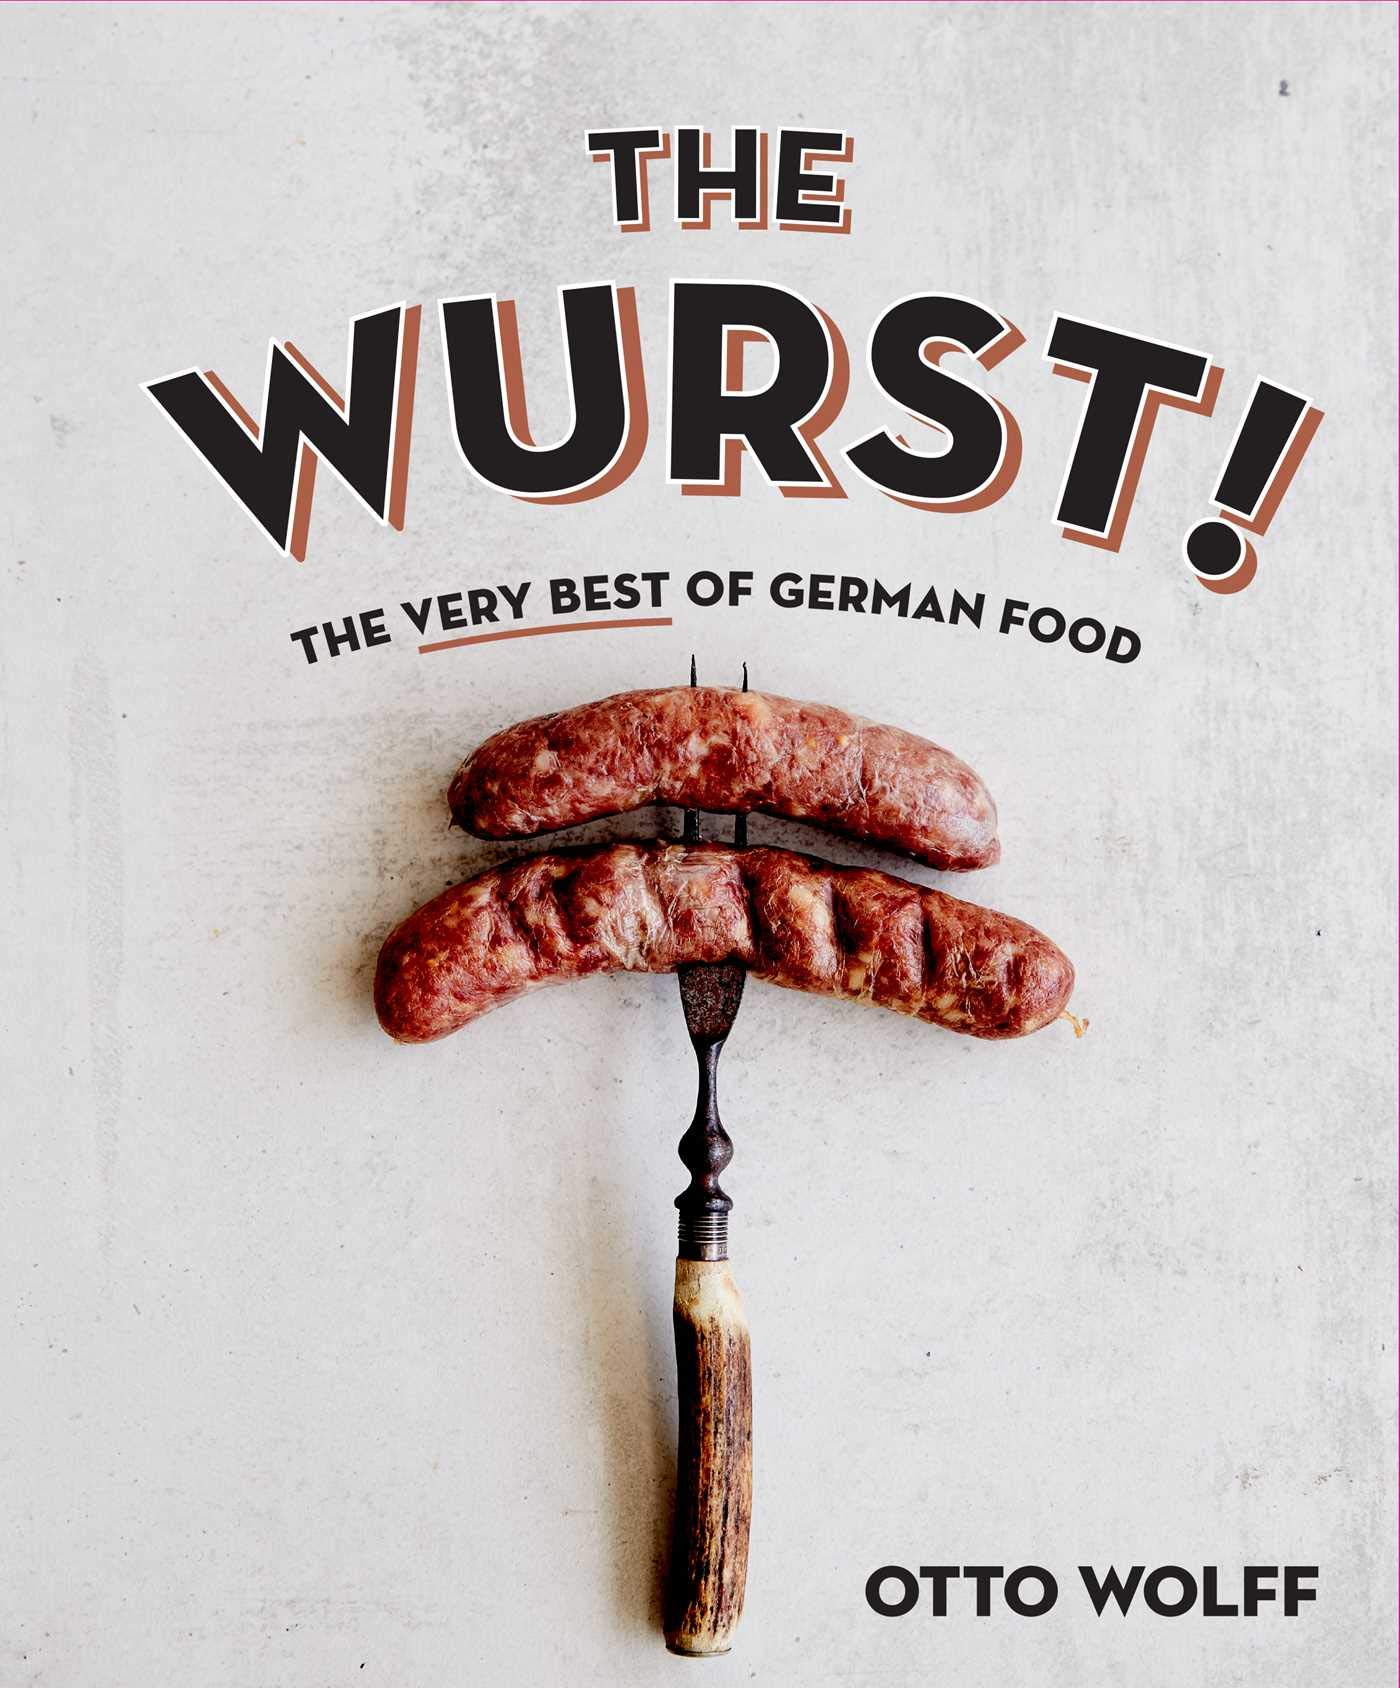 THE
WURST!
THE VERY BEST OF GERMAN FOOD
OTTO WOLFF